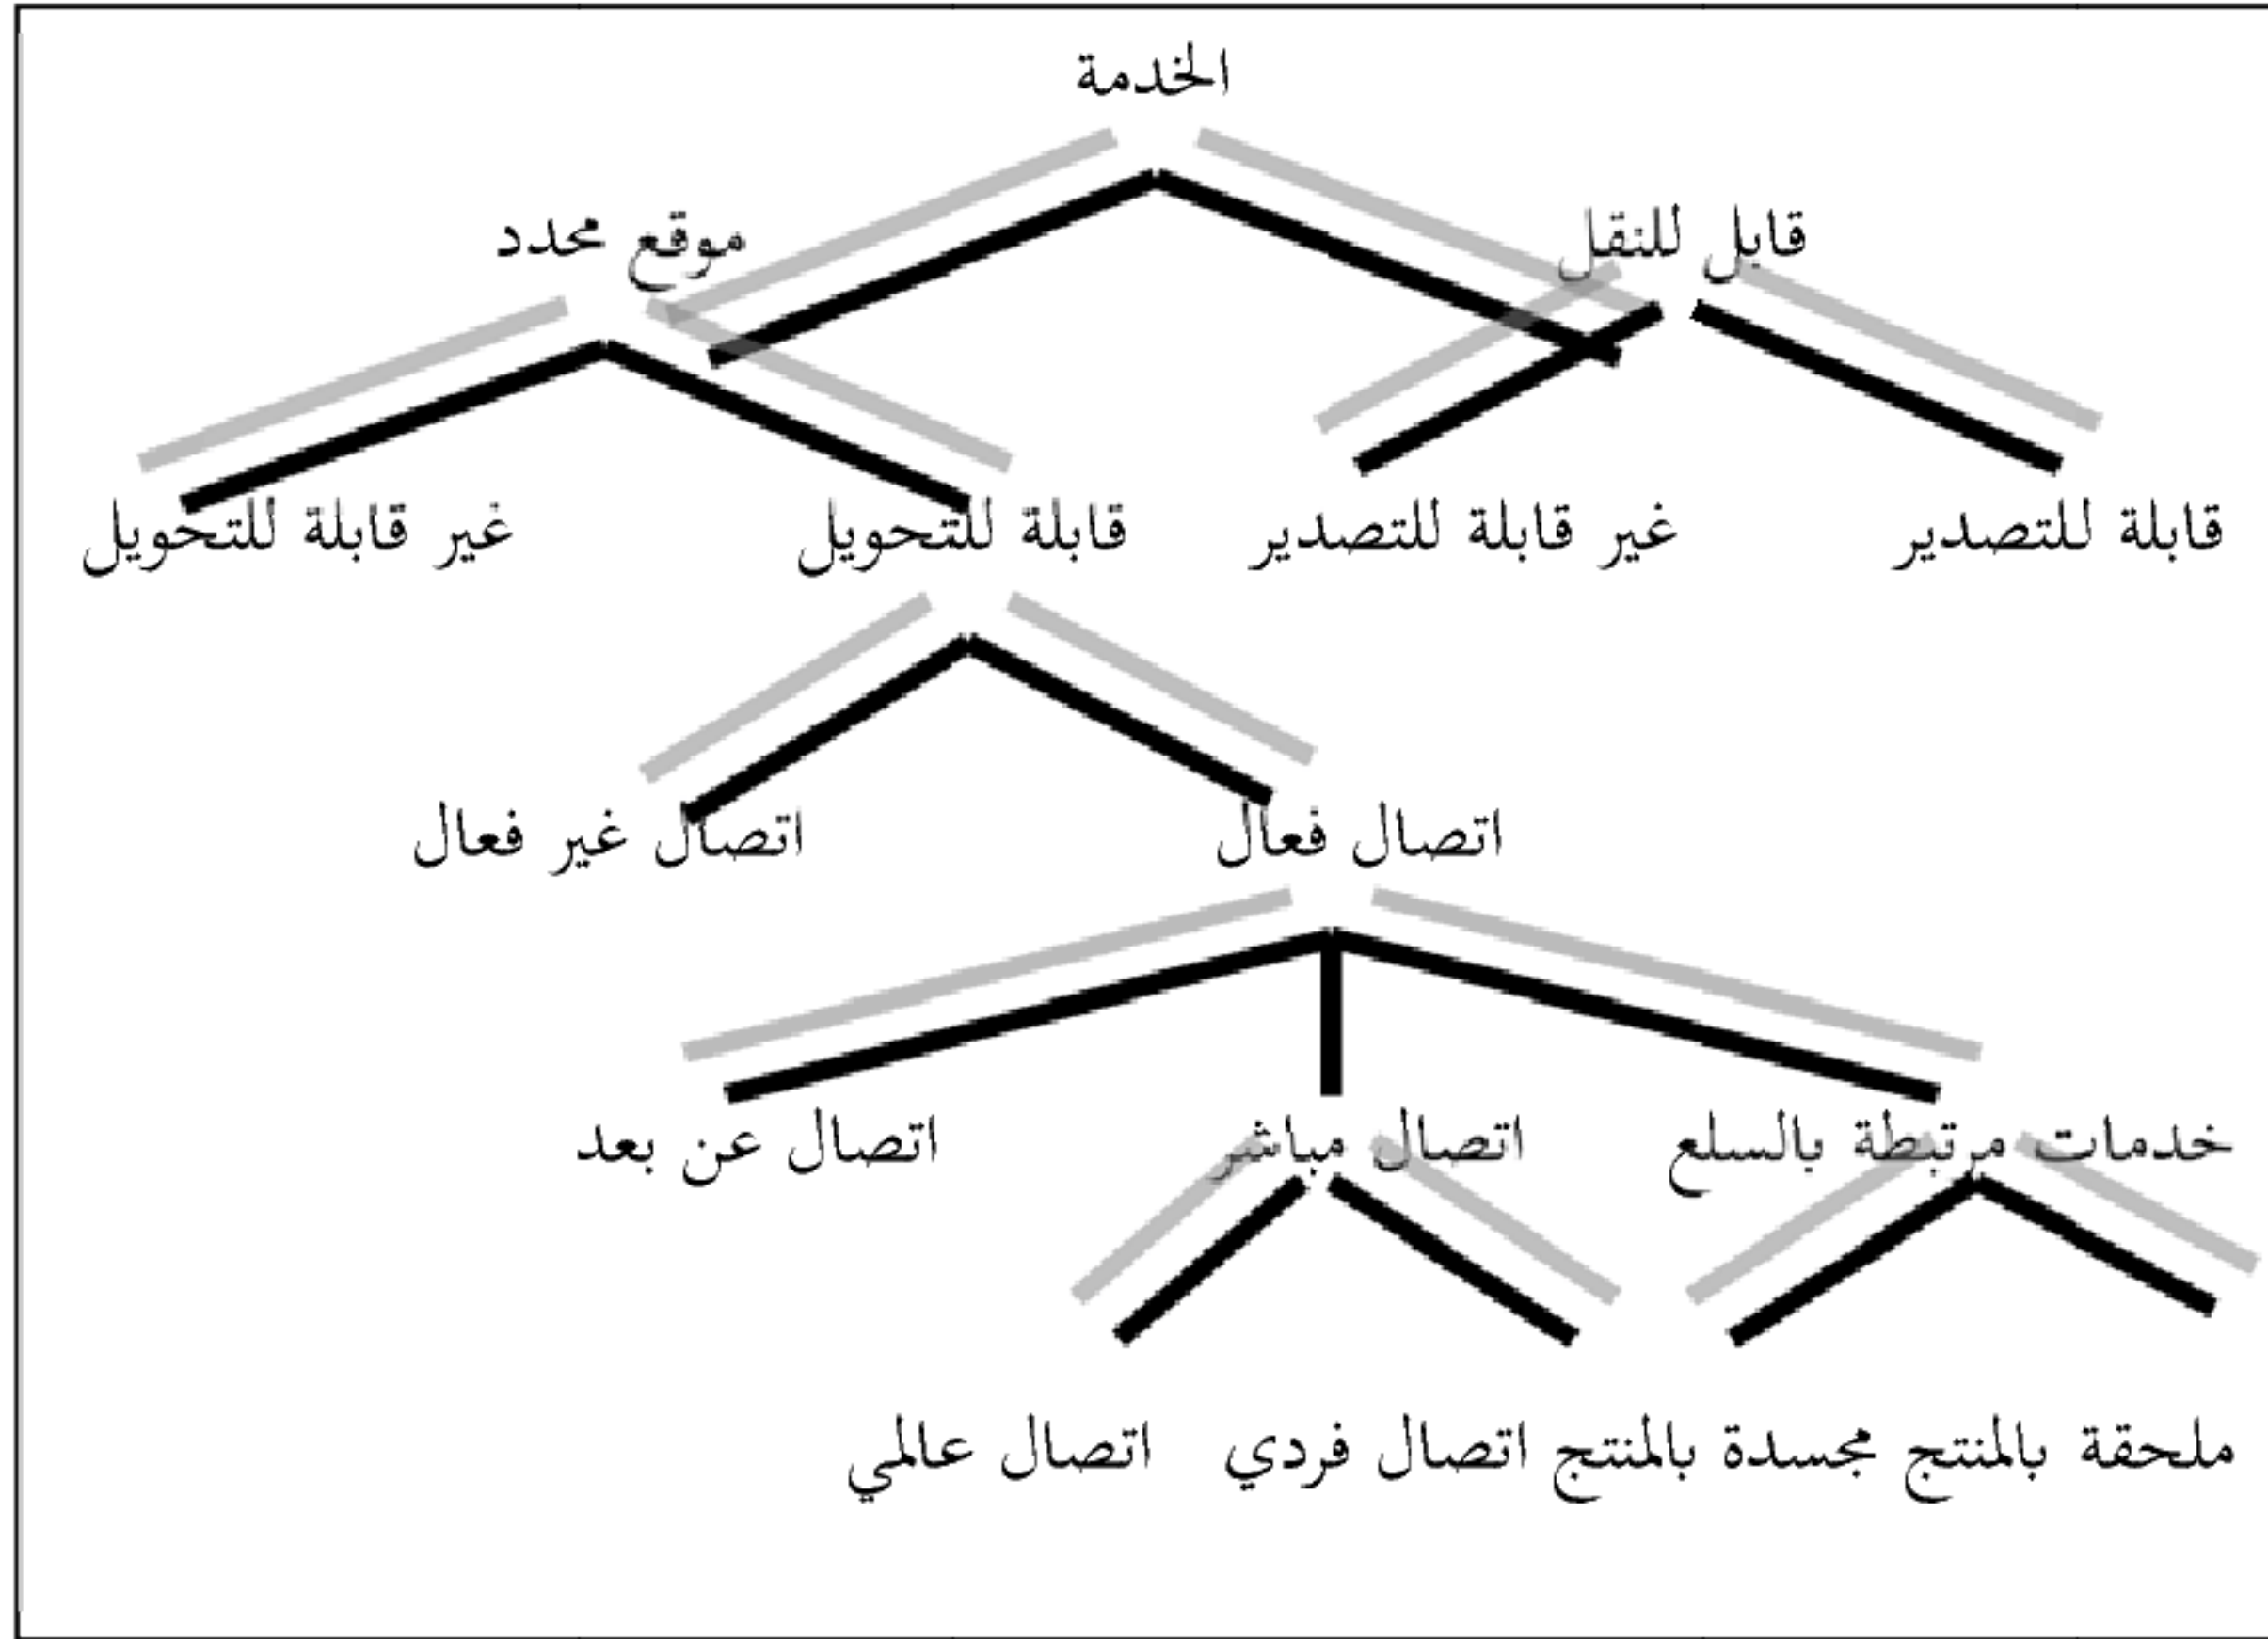 الخدمة
قابل للنقل موقع محدد
قابلة للتصدير غير قابلة للتصدير قابلة للتحويل غير قابلة للتحويل
اتصال فعال اتصال غير فعال
خدمات مرتبطة بالسلع اتصال مباشر اتصال عن بعد
ملحقة بالمنتج مجسدة بالمنتج اتصال فردي اتصال عالمي